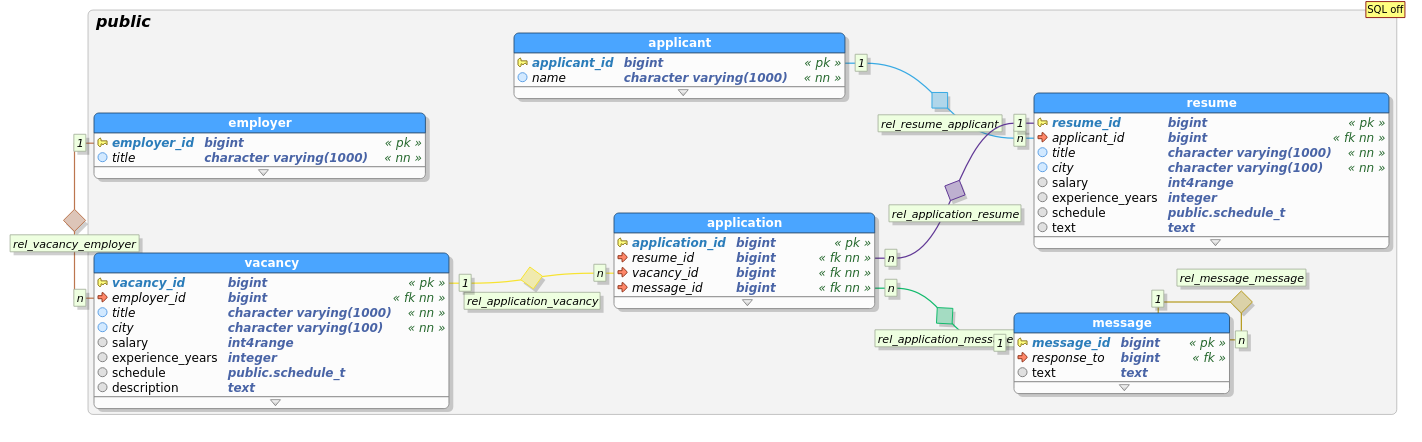 SQL off
public
applicant
applicant_id bigint « pk »
name character varying(1000) « nn »
1
rel_resume_applicant
1
n
resume
resume_id bigint « pk »
applicant_id bigint « fk nn »
title character varying(1000) « nn »
city character varying(100) « nn »
salary int4range
experience_years integer
schedule public.schedule_t
text text
employer
employer_id bigint « pk »
title character varying(1000) « nn »
1
rel_vacancy_employer
n
rel_application_resume
application
application_id bigint « pk »
resume_id bigint « fk nn »
vacancy_id bigint « fk nn »
message_id bigint « fk nn »
n
n
n
vacancy
vacancy_id bigint « pk »
employer_id bigint « fk nn »
title character varying(1000) « nn »
city character varying(100) « nn »
salary int4range
experience_years integer
schedule public.schedule_t
description text
1
rel_application_vacancy
rel_message_message
1
n
rel_application_message
1
message
message_id bigint « pk »
response_to bigint « fk »
text text